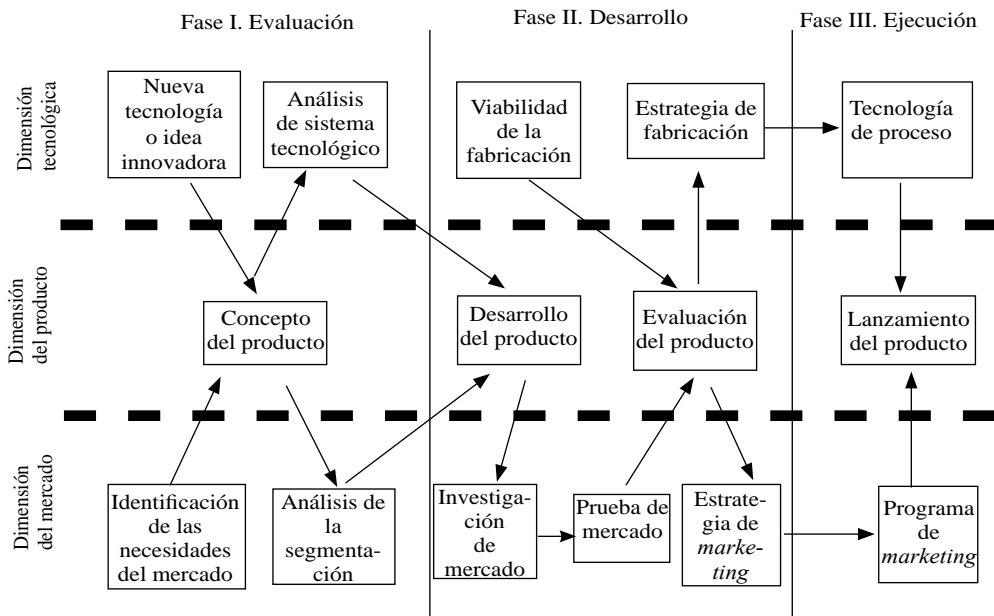 Fase I. Evaluación
Fase II. Desarrollo
Fase III. Ejecución
Dimensión
tecnológica
Nueva
tecnología
o idea
innovadora
Análisis
de sistema
tecnológico
Viabilidad
de la
fabricación
Estrategia de
fabricación
Tecnología
de proceso
Dimensión
del producto
Concepto
del producto
Desarrollo
del producto
Evaluación
del producto
Lanzamiento
del producto
Dimensión
del mercado
Identificación
de las
necesidades
del mercado
Análisis de
la
segmenta-
ción
Investiga-
ción
de
mercado
Prueba de
mercado
Estrate-
gia de
marke-
ting
Programa
de
marketing